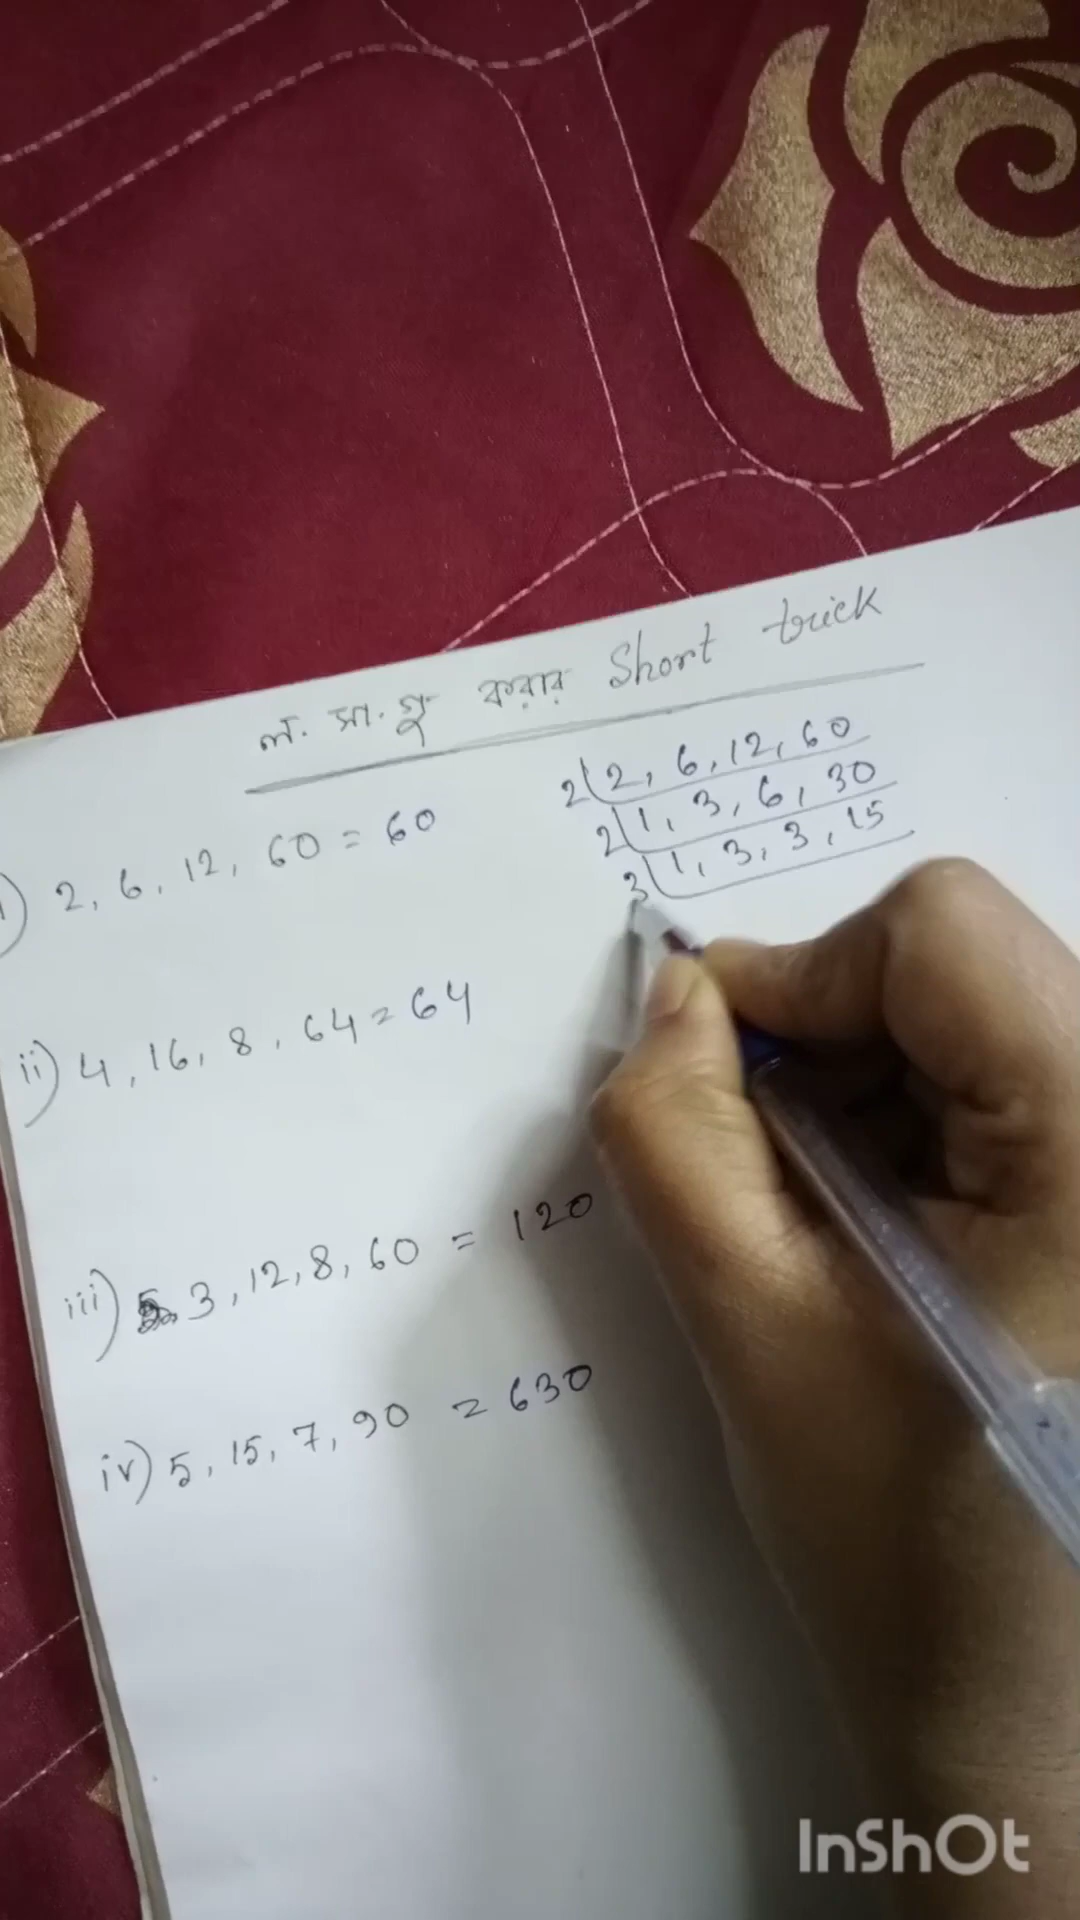 ল. সা. গু করার Short trick
i) 2, 6, 12, 60 = 60
2 | 2, 6, 12, 60
2 | 1, 3, 6, 30
3 | 1, 3, 3, 15
ii) 4, 16, 8, 64 = 64
iii) 3, 12, 8, 60 = 120
iv) 5, 15, 7, 90 = 630
InShOt